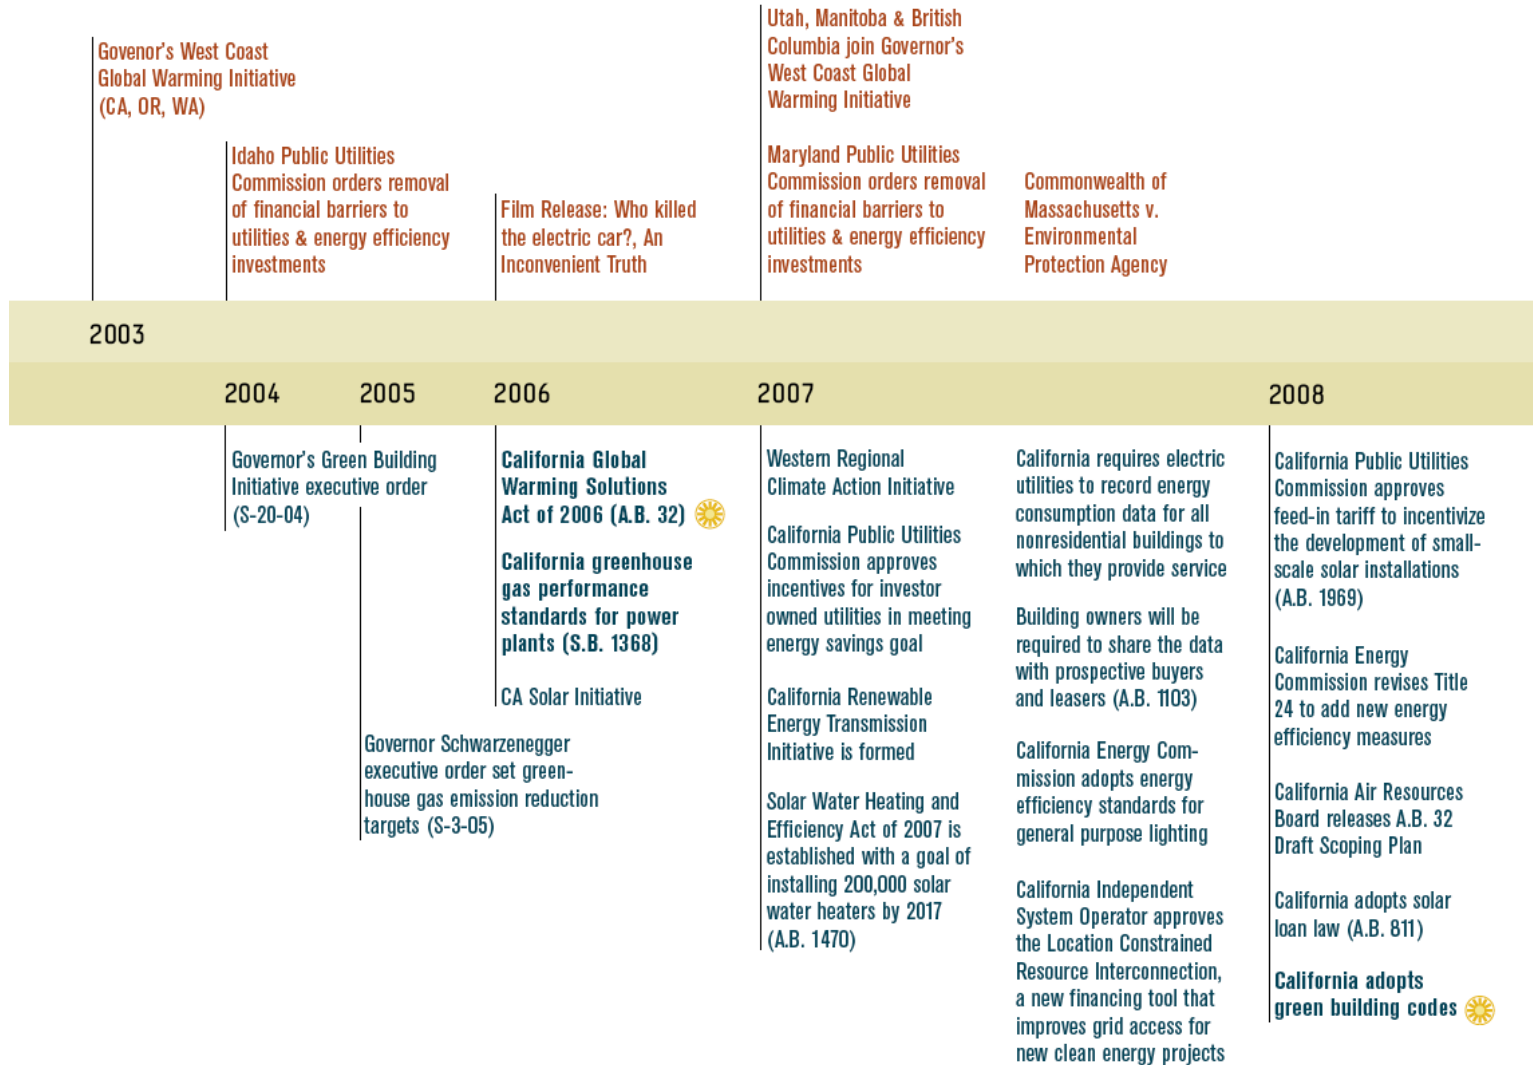 Govenor's West Coast
Global Warming Initiative
(CA, OR, WA)
Idaho Public Utilities
Commission orders removal
of financial barriers to
utilities & energy efficiency
investments
Film Release: Who killed
the electric car?, An
Inconvenient Truth
Utah, Manitoba & British
Columbia join Governor's
West Coast Global
Warming Initiative
Maryland Public Utilities
Commission orders removal
of financial barriers to
utilities & energy efficiency
investments
Commonwealth of
Massachusetts v.
Environmental
Protection Agency
2003
2004
2005
2006
2007
2008
Governor's Green Building
Initiative executive order
(S-20-04)
Governor Schwarzenegger
executive order set green-
house gas emission reduction
targets (S-3-05)
California Global
Warming Solutions
Act of 2006 (A.B. 32)
California greenhouse
gas performance
standards for power
plants (S.B. 1368)
CA Solar Initiative
Western Regional
Climate Action Initiative
California Public Utilities
Commission approves
incentives for investor
owned utilities in meeting
energy savings goal
California Renewable
Energy Transmission
Initiative is formed
Solar Water Heating and
Efficiency Act of 2007 is
established with a goal of
installing 200,000 solar
water heaters by 2017
(A.B. 1470)
California requires electric
utilities to record energy
consumption data for all
nonresidential buildings to
which they provide service
Building owners will be
required to share the data
with prospective buyers
and leasers (A.B. 1103)
California Energy Com-
mission adopts energy
efficiency standards for
general purpose lighting
California Independent
System Operator approves
the Location Constrained
Resource Interconnection,
a new financing tool that
improves grid access for
new clean energy projects
California Public Utilities
Commission approves
feed-in tariff to incentivize
the development of small-
scale solar installations
(A.B. 1969)
California Energy
Commission revises Title
24 to add new energy
efficiency measures
California Air Resources
Board releases A.B. 32
Draft Scoping Plan
California adopts solar
loan law (A.B. 811)
California adopts
green building codes